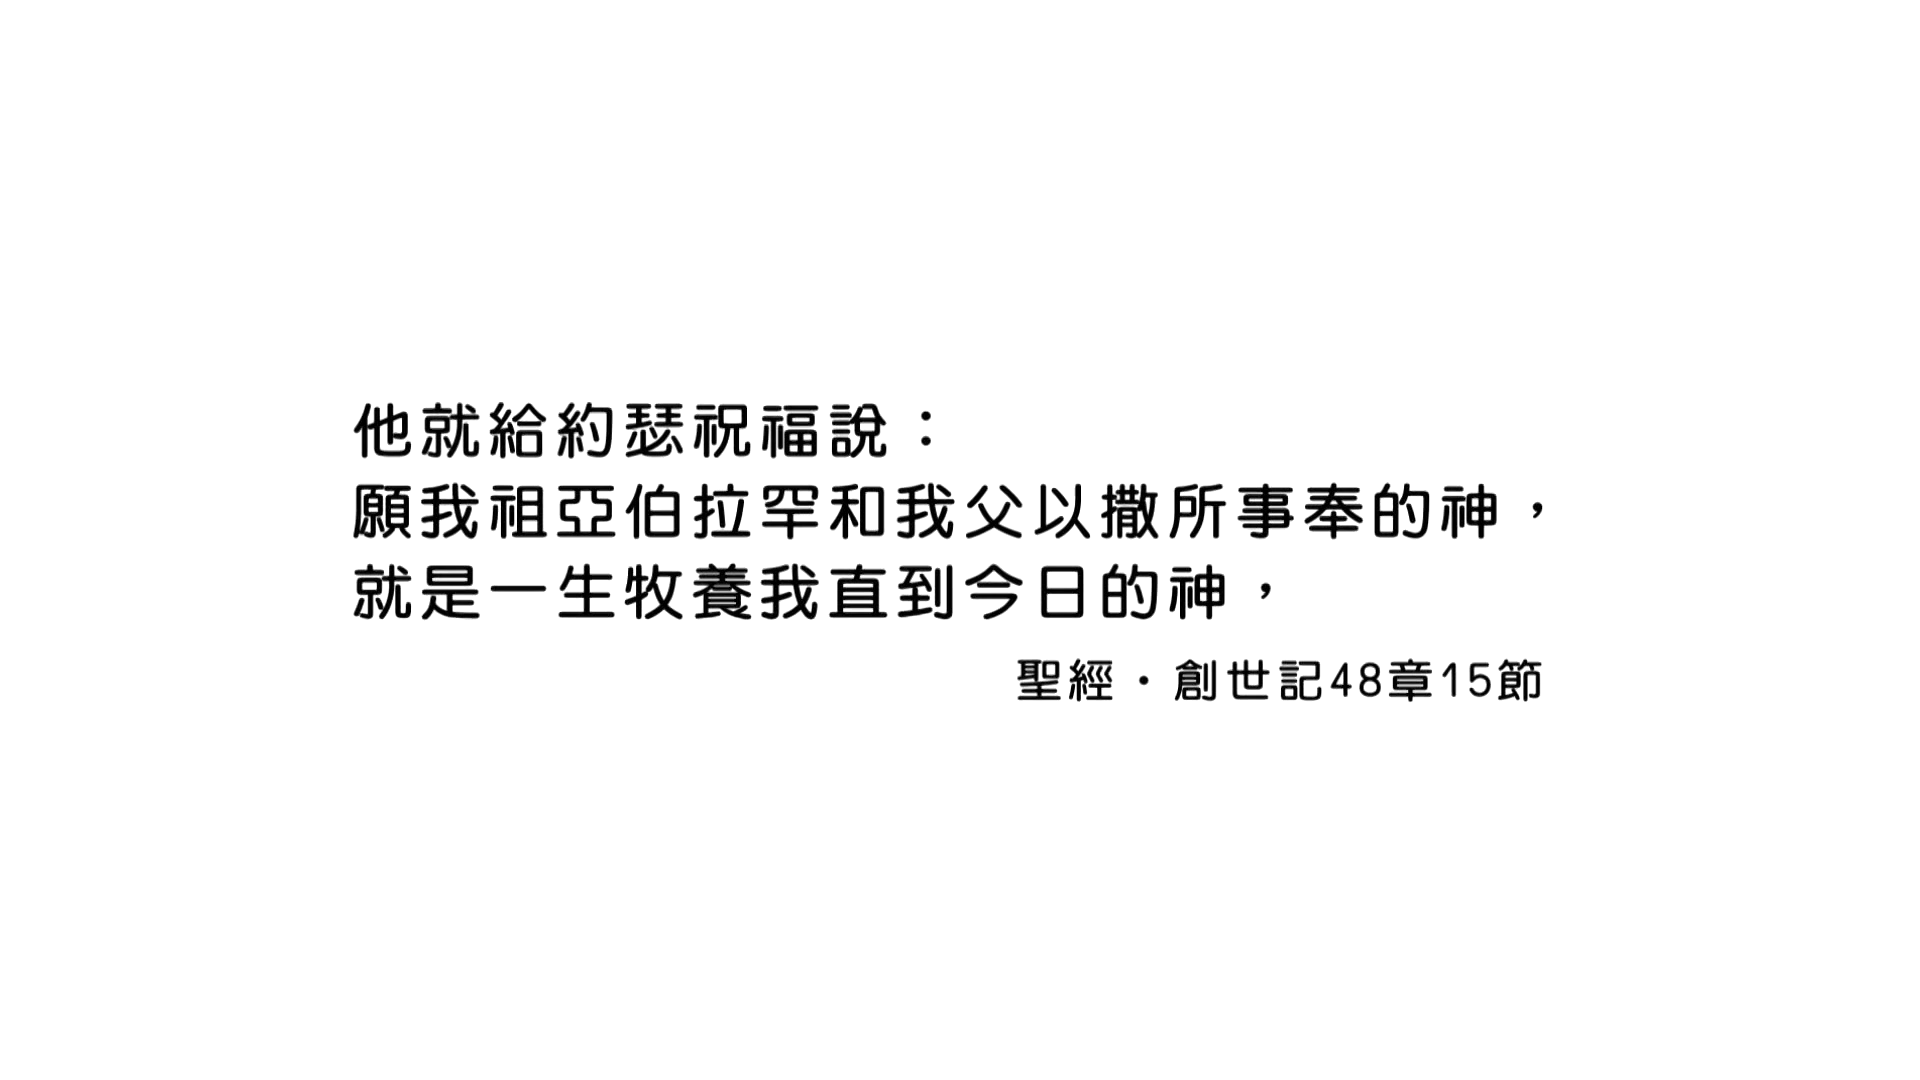 他就給約瑟祝福說：
願我祖亞伯拉罕和我父以撒所事奉的神，
就是一生牧養我直到今日的神，
聖經・創世記48章15節